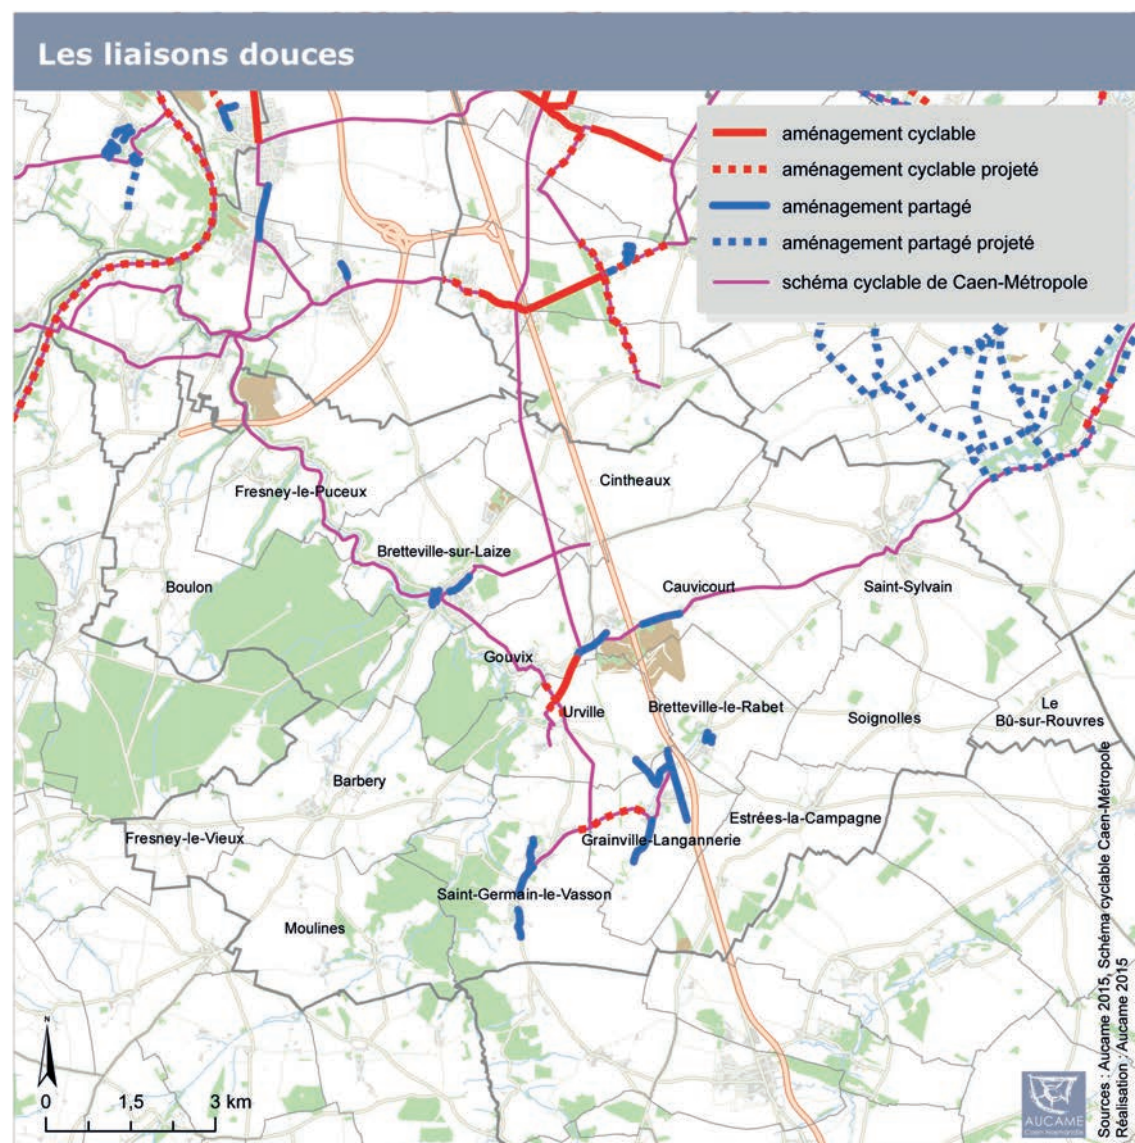 Les liaisons douces
aménagement cyclable
aménagement cyclable projeté
aménagement partagé
aménagement partagé projeté
schéma cyclable de Caen-Métropole
Cintheaux
Fresney-le-Puceux
Bretteville-sur-Laize
Boulon
Cauvicourt
Saint-Sylvain
Gouvix
Urville
Bretteville-le-Rabet
Soignolles
Le
Bû-sur-Rouvres
Barbery
Estrées-la-Campagne
Fresney-le-Vieux
Grainville-Langannerie
Saint-Germain-le-Vasson
Moulines
N
0 1,5 3 km
AUCAME
Caen Normandie
Sources : Aucame 2015, Schéma cyclable Caen-Métropole
Réalisation : Aucame 2015